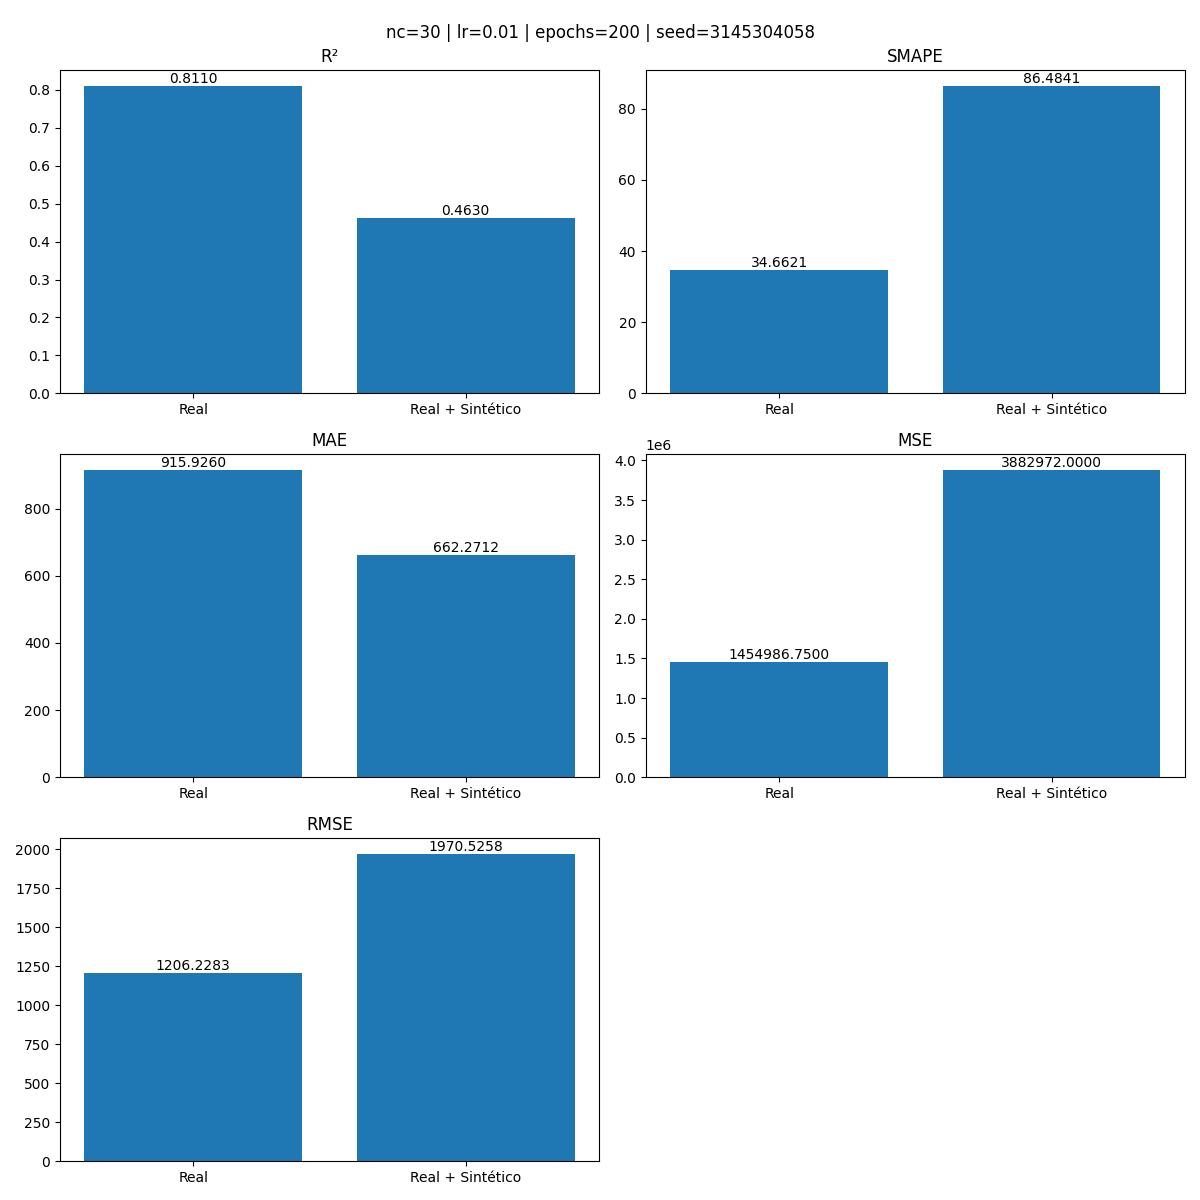 nc=30 | lr=0.01 | epochs=200 | seed=3145304058
R²
0.8
0.7
0.6
0.5
0.4
0.3
0.2
0.1
0.0
0.8110
0.4630
Real
Real + Sintético
SMAPE
80
60
40
20
0
34.6621
86.4841
Real
Real + Sintético
MAE
800
600
400
200
0
915.9260
662.2712
Real
Real + Sintético
MSE
1e6
4.0
3.5
3.0
2.5
2.0
1.5
1.0
0.5
0.0
1454986.7500
3882972.0000
Real
Real + Sintético
RMSE
2000
1750
1500
1250
1000
750
500
250
0
1206.2283
1970.5258
Real
Real + Sintético